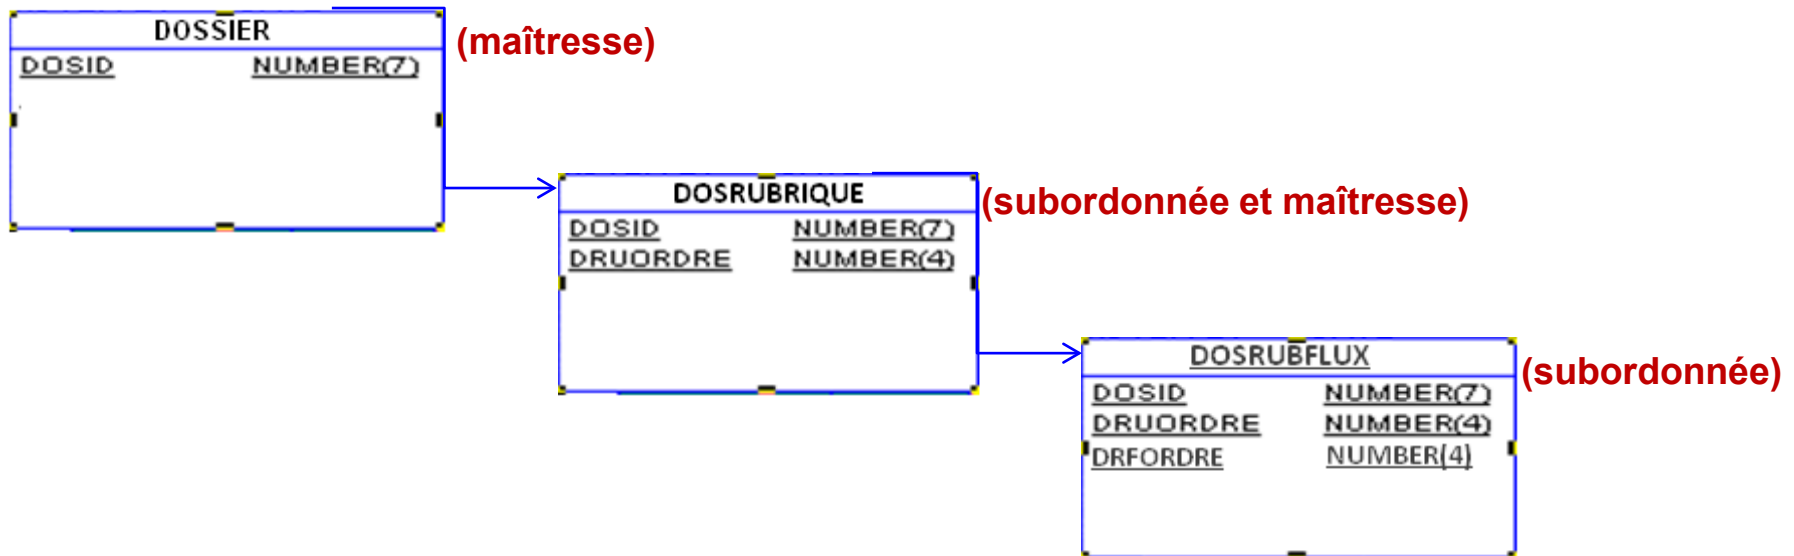 DOSSIER
(maîtresse)
DOSID NUMBER(7)
DOSRUBRIQUE
(subordonnée et maîtresse)
DOSID NUMBER(7)
DRUORDRE NUMBER(4)
DOSRUBFLUX
(subordonnée)
DOSID NUMBER(7)
DRUORDRE NUMBER(4)
DRFORDRE NUMBER(4)